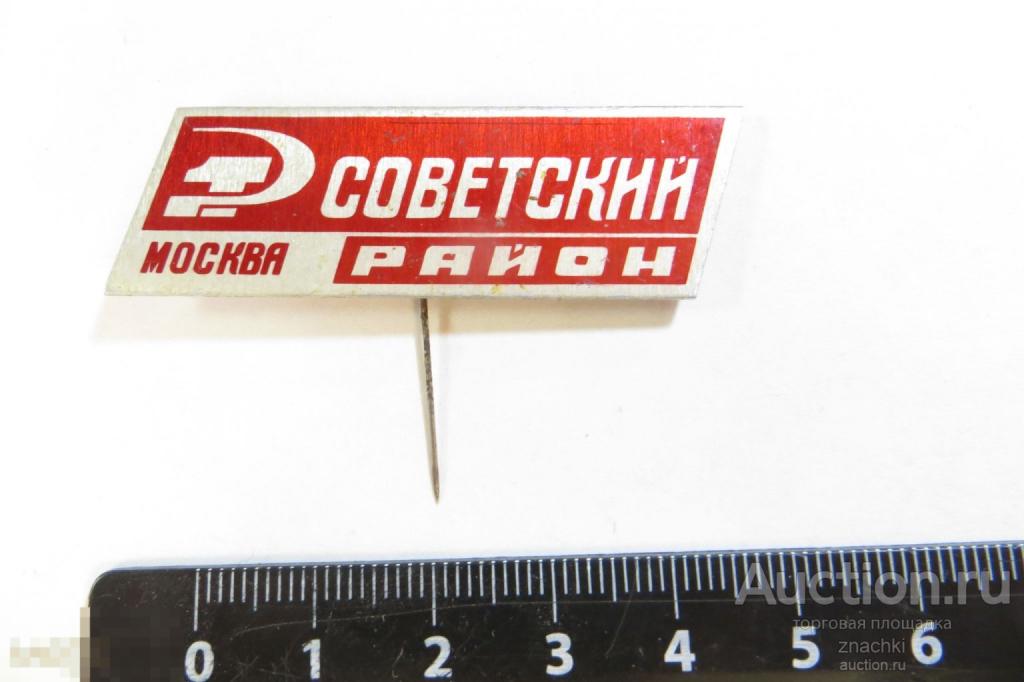 СОВЕТСКИЙ
МОСКВА РАЙОН
0 1 2 3 4 5 6
Auction.ru
торговая площадка
znachki
auction.ru